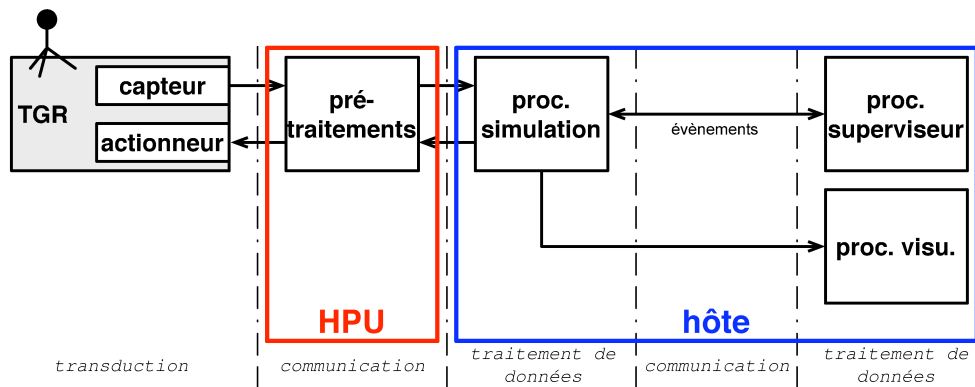 TGR
capteur
actionneur
pré-
traitements
proc.
simulation
évènements
proc.
superviseur
proc. visu.
HPU
hôte
transduction
communication
traitement de
données
communication
traitement de
données